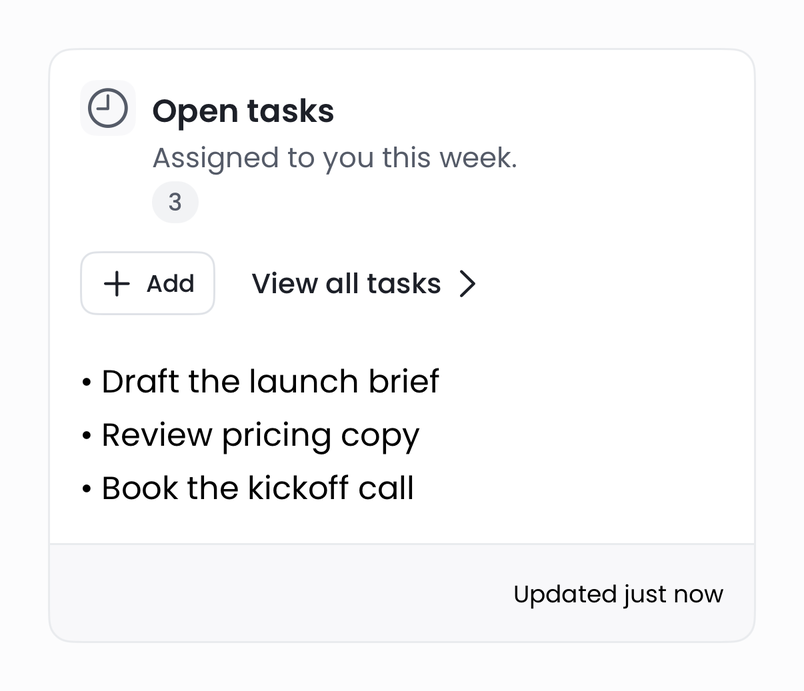 Open tasks
Assigned to you this week.
3
Add
View all tasks
• Draft the launch brief
• Review pricing copy
• Book the kickoff call
Updated just now